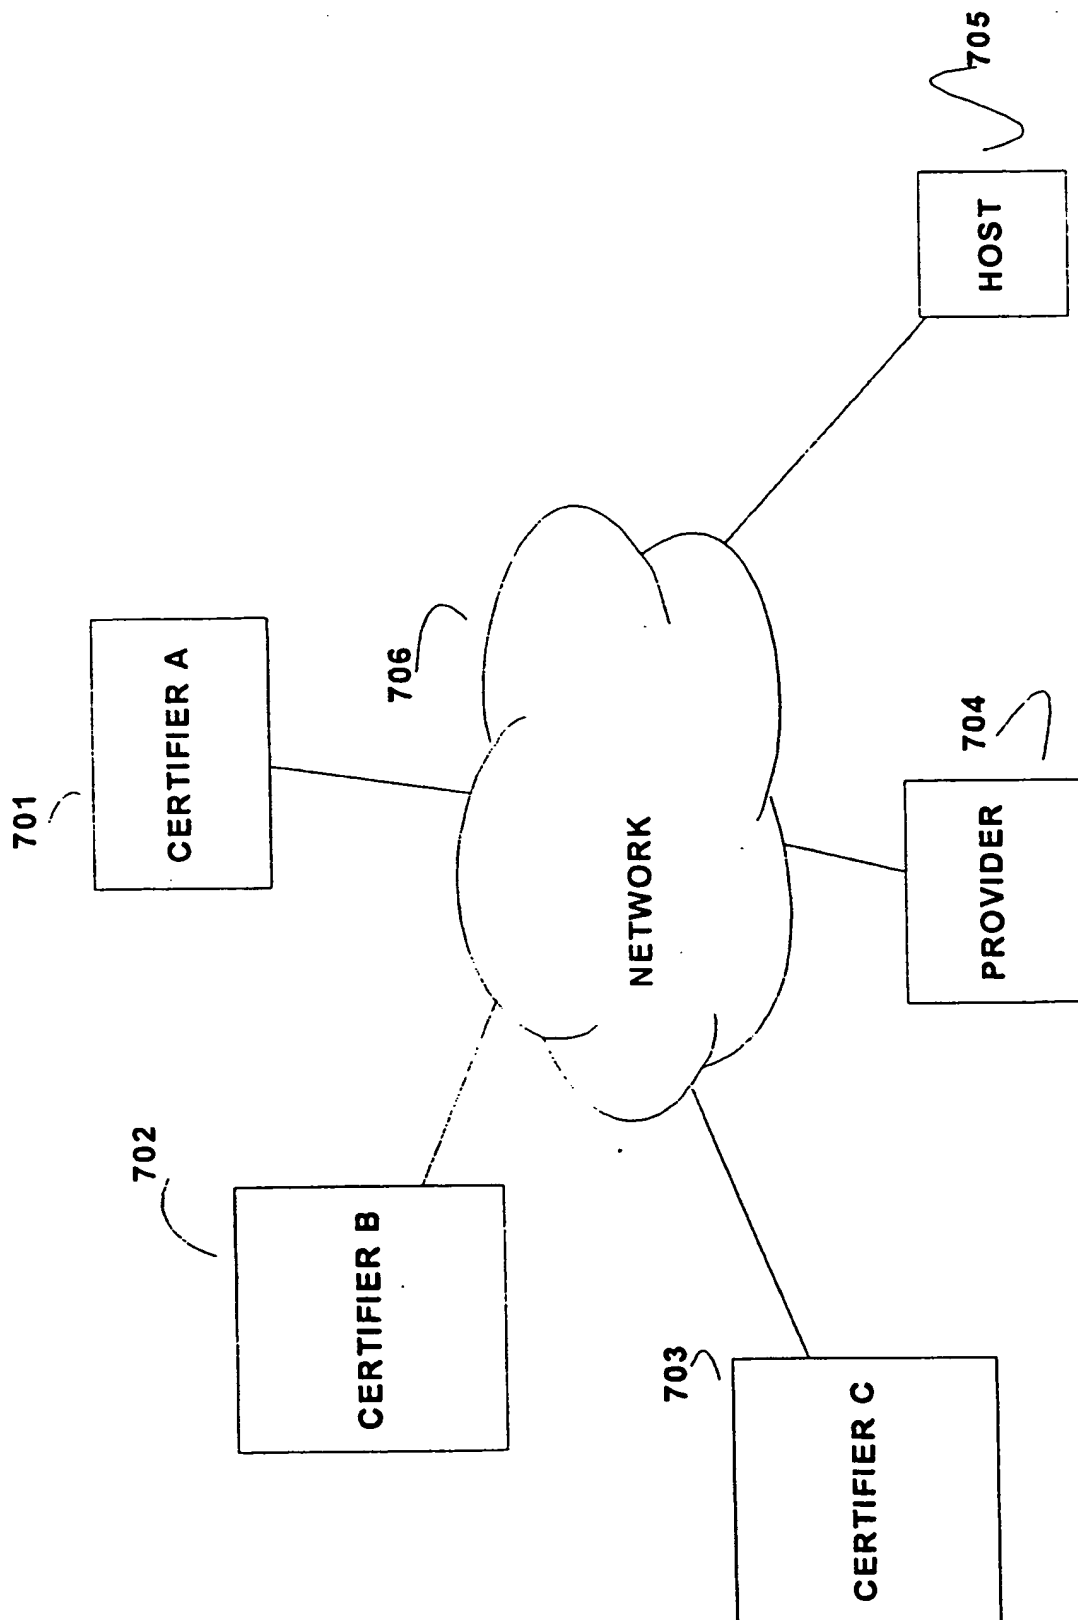 701
CERTIFIER A
702
CERTIFIER B
706
NETWORK
703
CERTIFIER C
704
PROVIDER
705
HOST